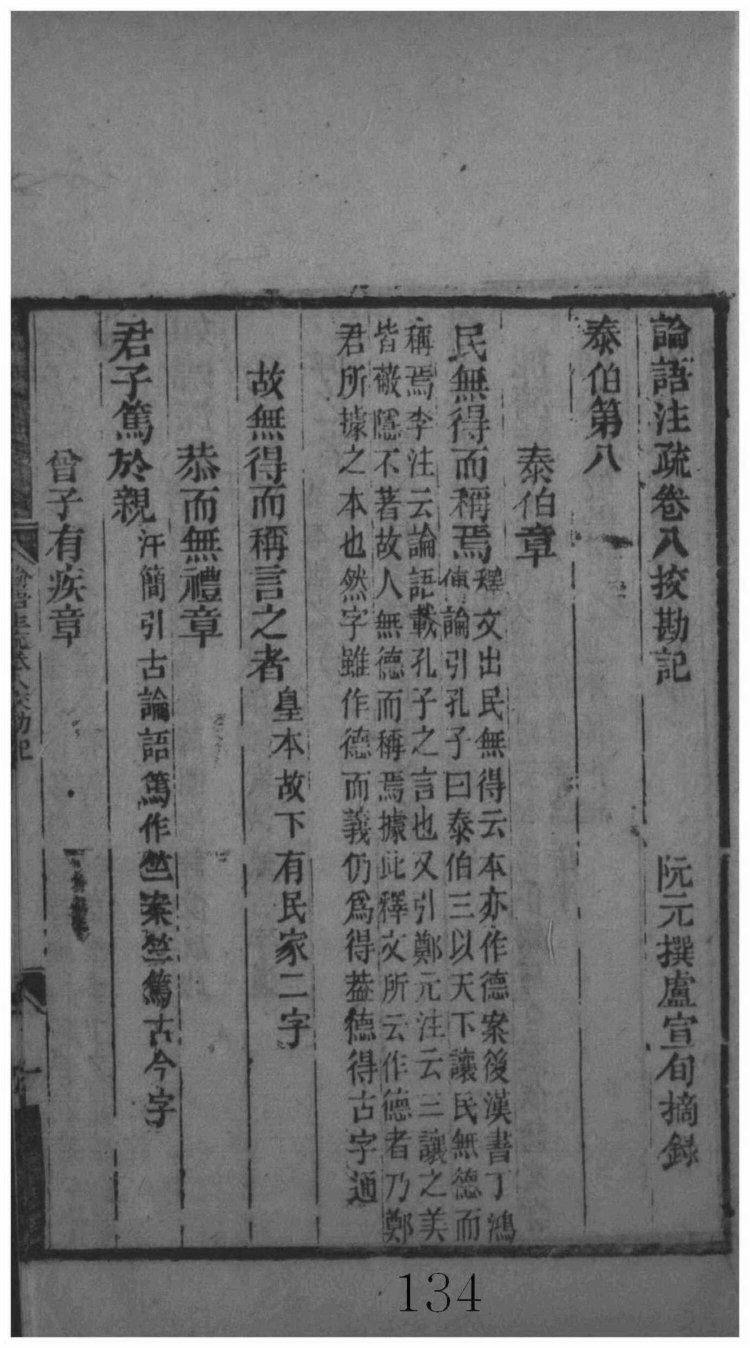 論語注疏卷八挍勘記
阮元撰盧宣旬摘録
泰伯第八
泰伯章
民無得而稱焉釋文出民無得云本亦作德案後漢書丁鴻
傳論引孔子曰泰伯三以天下讓民無德而
稱焉李注云論語載孔子之言也又引鄭元注云三讓之美
皆蔽隱不著故人無德而稱焉據此釋文所云作德者乃鄭
君所據之本也然字雖作德而義仍爲得葢德得古字通
故無得而稱言之者皇本故下有民家二字
恭而無禮章
君子篤於親汗簡引古論語篤作竺案竺篤古今字
曾子有疾章
134